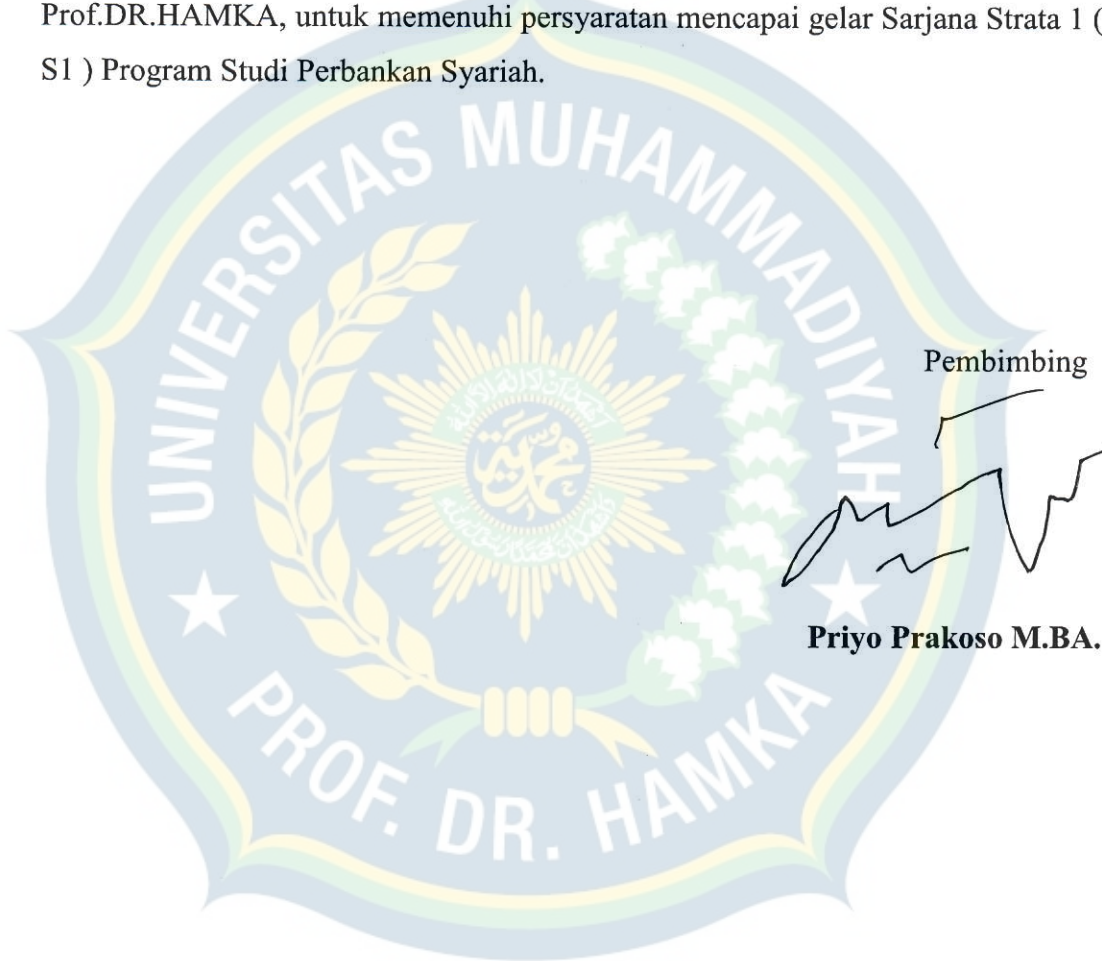 Prof.DR.HAMKA, untuk memenuhi persyaratan mencapai gelar Sarjana Strata 1 (
S1 ) Program Studi Perbankan Syariah.
UNIVERSITAS MUHAMMADIYAH
Pembimbing
Priyo Prakoso M.BA.
PROF. DR. HAMKA